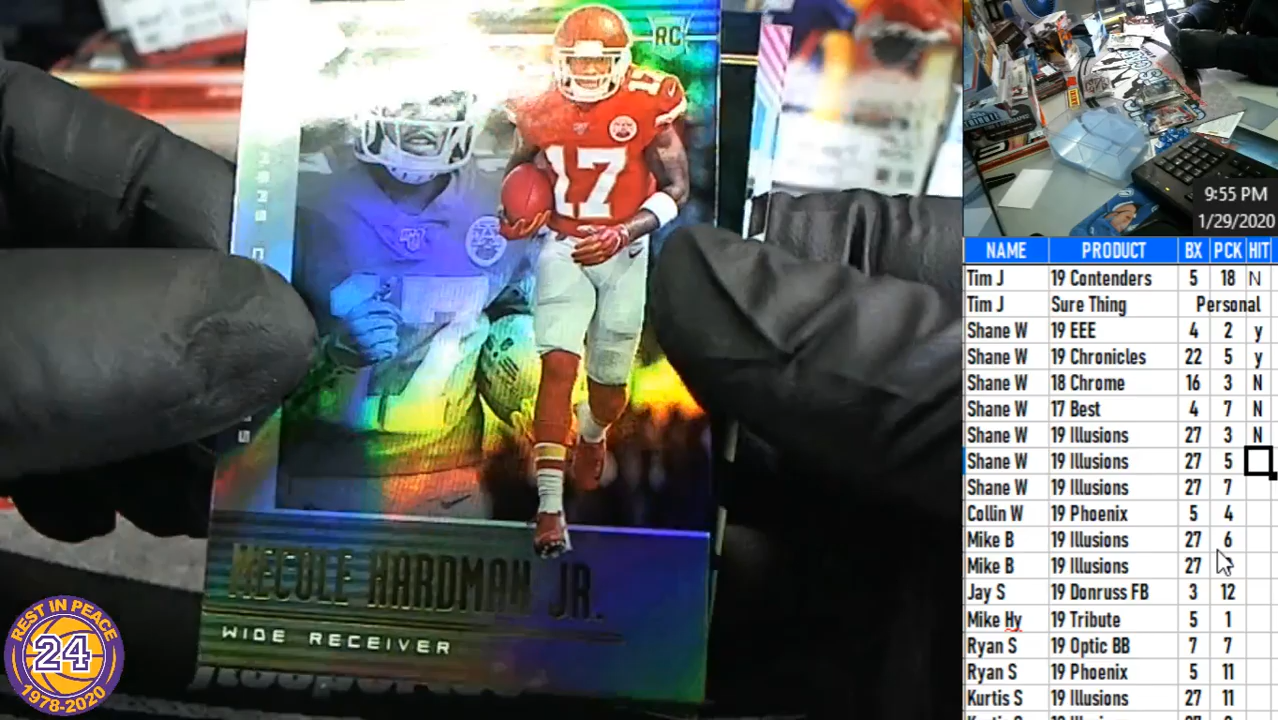 RC
17
17
MECOLE HARDMAN JR.
WIDE RECEIVER
REST IN PEACE
24
1978-2020
9:55 PM
1/29/2020
NAME PRODUCT BX PCK HIT
Tim J 19 Contenders 5 18 N
Tim J Sure Thing Personal
Shane W 19 EEE 4 2 y
Shane W 19 Chronicles 22 5 y
Shane W 18 Chrome 16 3 N
Shane W 17 Best 4 7 N
Shane W 19 Illusions 27 3 N
Shane W 19 Illusions 27 5
Shane W 19 Illusions 27 7
Collin W 19 Phoenix 5 4
Mike B 19 Illusions 27 6
Mike B 19 Illusions 27
Jay S 19 Donruss FB 3 12
Mike Hy 19 Tribute 5 1
Ryan S 19 Optic BB 7 7
Ryan S 19 Phoenix 5 11
Kurtis S 19 Illusions 27 11